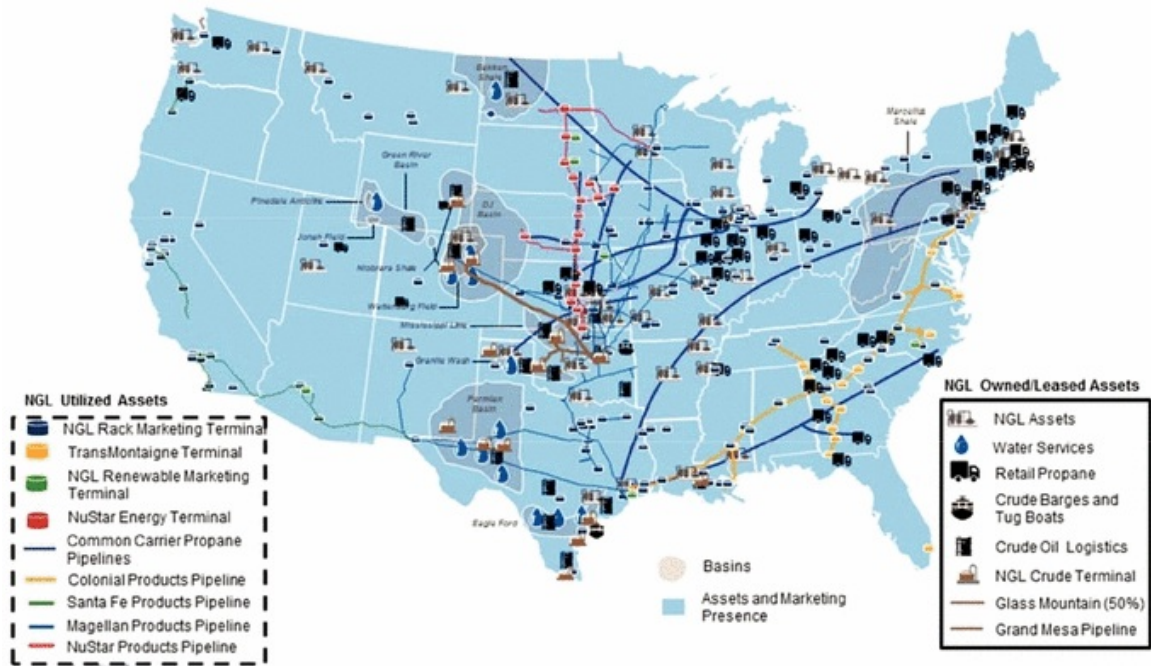 Bakken
Shale
Marcellus
Shale
Green River
Basin
Pinedale Anticline
DJ
Basin
Jonah Field
Niobrara Shale
Wattenberg Field
Mississippi Lime
Granite Wash
Permian
Basin
Eagle Ford
NGL Utilized Assets
NGL Rack Marketing Terminal
TransMontaigne Terminal
NGL Renewable Marketing
Terminal
NuStar Energy Terminal
Common Carrier Propane
Pipelines
Colonial Products Pipeline
Santa Fe Products Pipeline
Magellan Products Pipeline
NuStar Products Pipeline
Basins
Assets and Marketing
Presence
NGL Owned/Leased Assets
NGL Assets
Water Services
Retail Propane
Crude Barges and
Tug Boats
Crude Oil Logistics
NGL Crude Terminal
Glass Mountain (50%)
Grand Mesa Pipeline